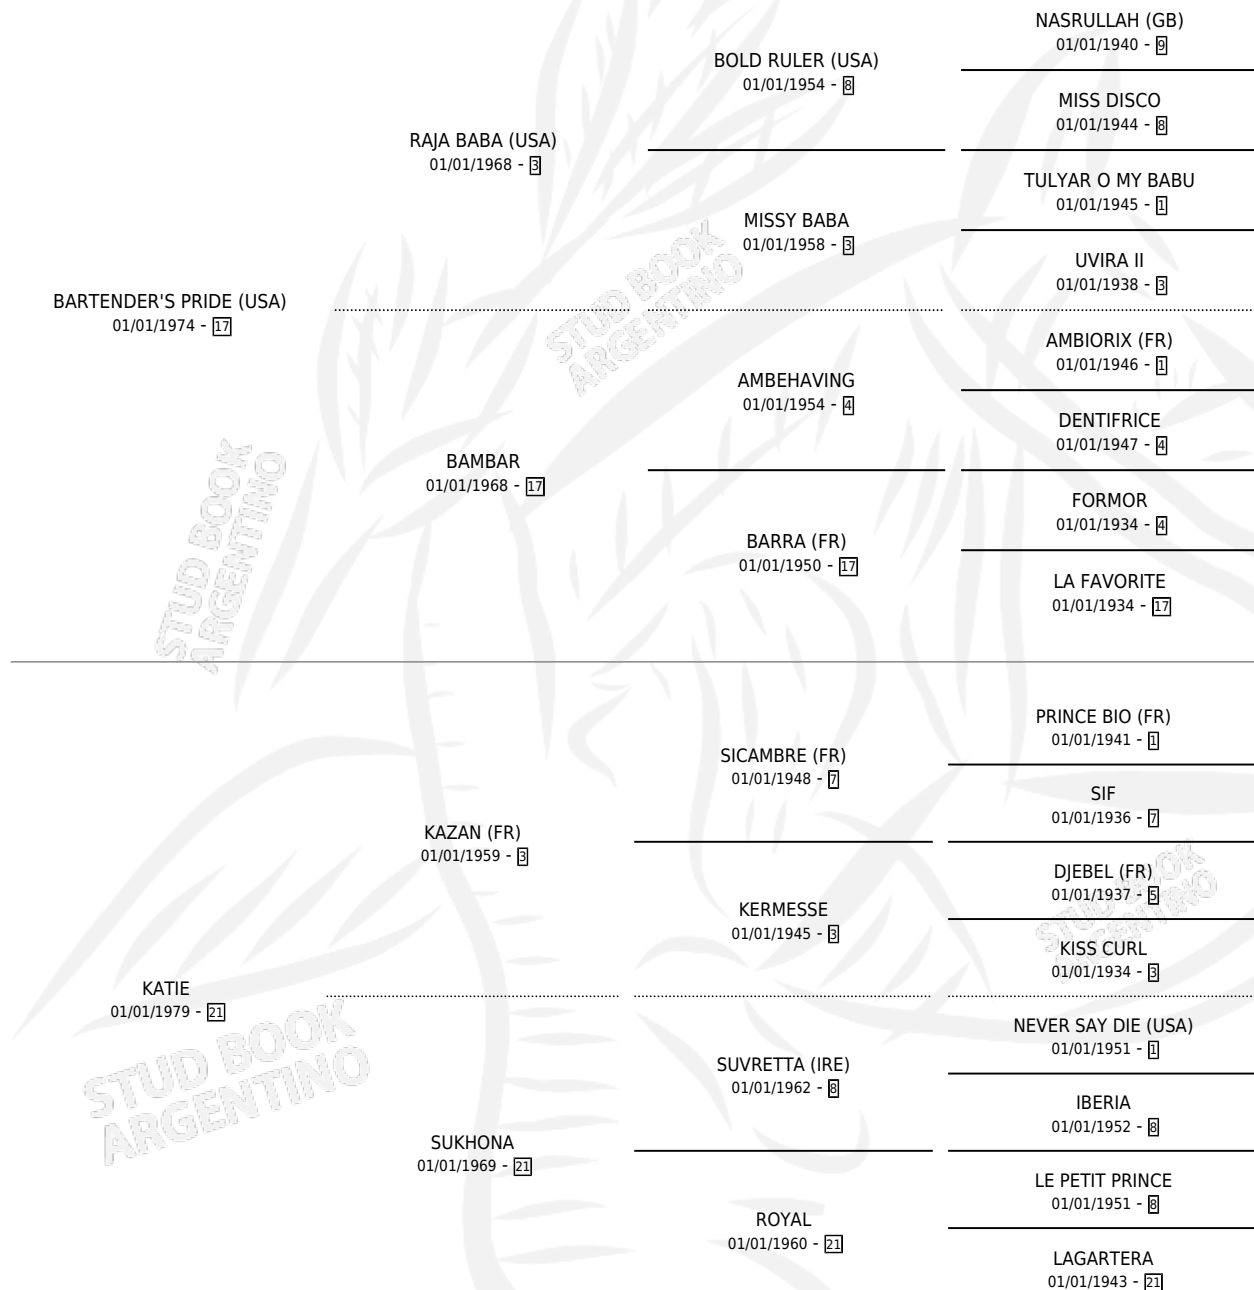 NASRULLAH (GB)
01/01/1940 - 9
BOLD RULER (USA)
01/01/1954 - 8
MISS DISCO
01/01/1944 - 8
RAJA BABA (USA)
01/01/1968 - 3
TULYAR O MY BABU
01/01/1945 - 1
MISSY BABA
01/01/1958 - 3
UVIRA II
01/01/1938 - 3
BARTENDER'S PRIDE (USA)
01/01/1974 - 17
AMBIORIX (FR)
01/01/1946 - 1
AMBEHAVING
01/01/1954 - 4
DENTIFRICE
01/01/1947 - 4
BAMBAR
01/01/1968 - 17
FORMOR
01/01/1934 - 4
BARRA (FR)
01/01/1950 - 17
LA FAVORITE
01/01/1934 - 17
PRINCE BIO (FR)
01/01/1941 - 1
SICAMBRE (FR)
01/01/1948 - 7
SIF
01/01/1936 - 7
KAZAN (FR)
01/01/1959 - 3
DJEBEL (FR)
01/01/1937 - 5
KERMESSE
01/01/1945 - 3
KISS CURL
01/01/1934 - 3
KATIE
01/01/1979 - 21
NEVER SAY DIE (USA)
01/01/1951 - 1
SUVRETTA (IRE)
01/01/1962 - 8
IBERIA
01/01/1952 - 8
SUKHONA
01/01/1969 - 21
LE PETIT PRINCE
01/01/1951 - 8
ROYAL
01/01/1960 - 21
LAGARTERA
01/01/1943 - 21
STUD BOOK
ARGENTINO
STUD BOOK
ARGENTINO
STUD BOOK
ARGENTINO
STUD BOOK
ARGENTINO